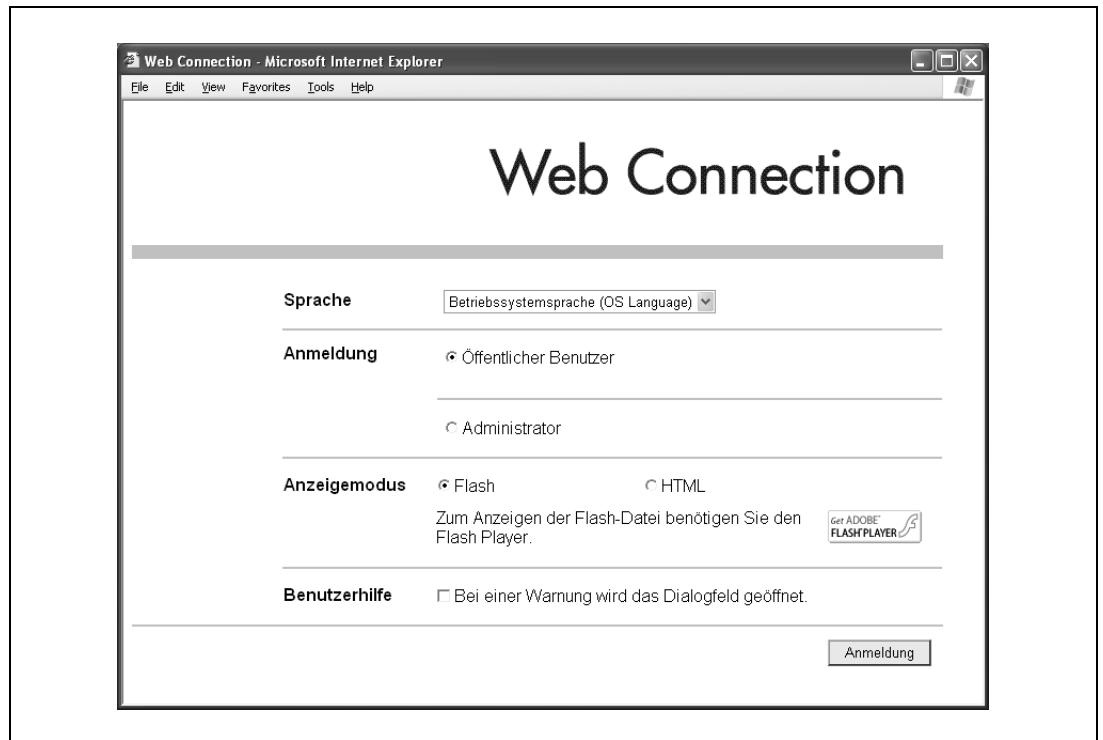 Web Connection - Microsoft Internet Explorer
File Edit View Favorites Tools Help
Web Connection
Sprache
Betriebssystemsprache (OS Language)
Anmeldung
Öffentlicher Benutzer
Administrator
Anzeigemodus
Flash
HTML
Zum Anzeigen der Flash-Datei benötigen Sie den
Flash Player.
Get ADOBE®
FLASH® PLAYER
Benutzerhilfe
Bei einer Warnung wird das Dialogfeld geöffnet.
Anmeldung